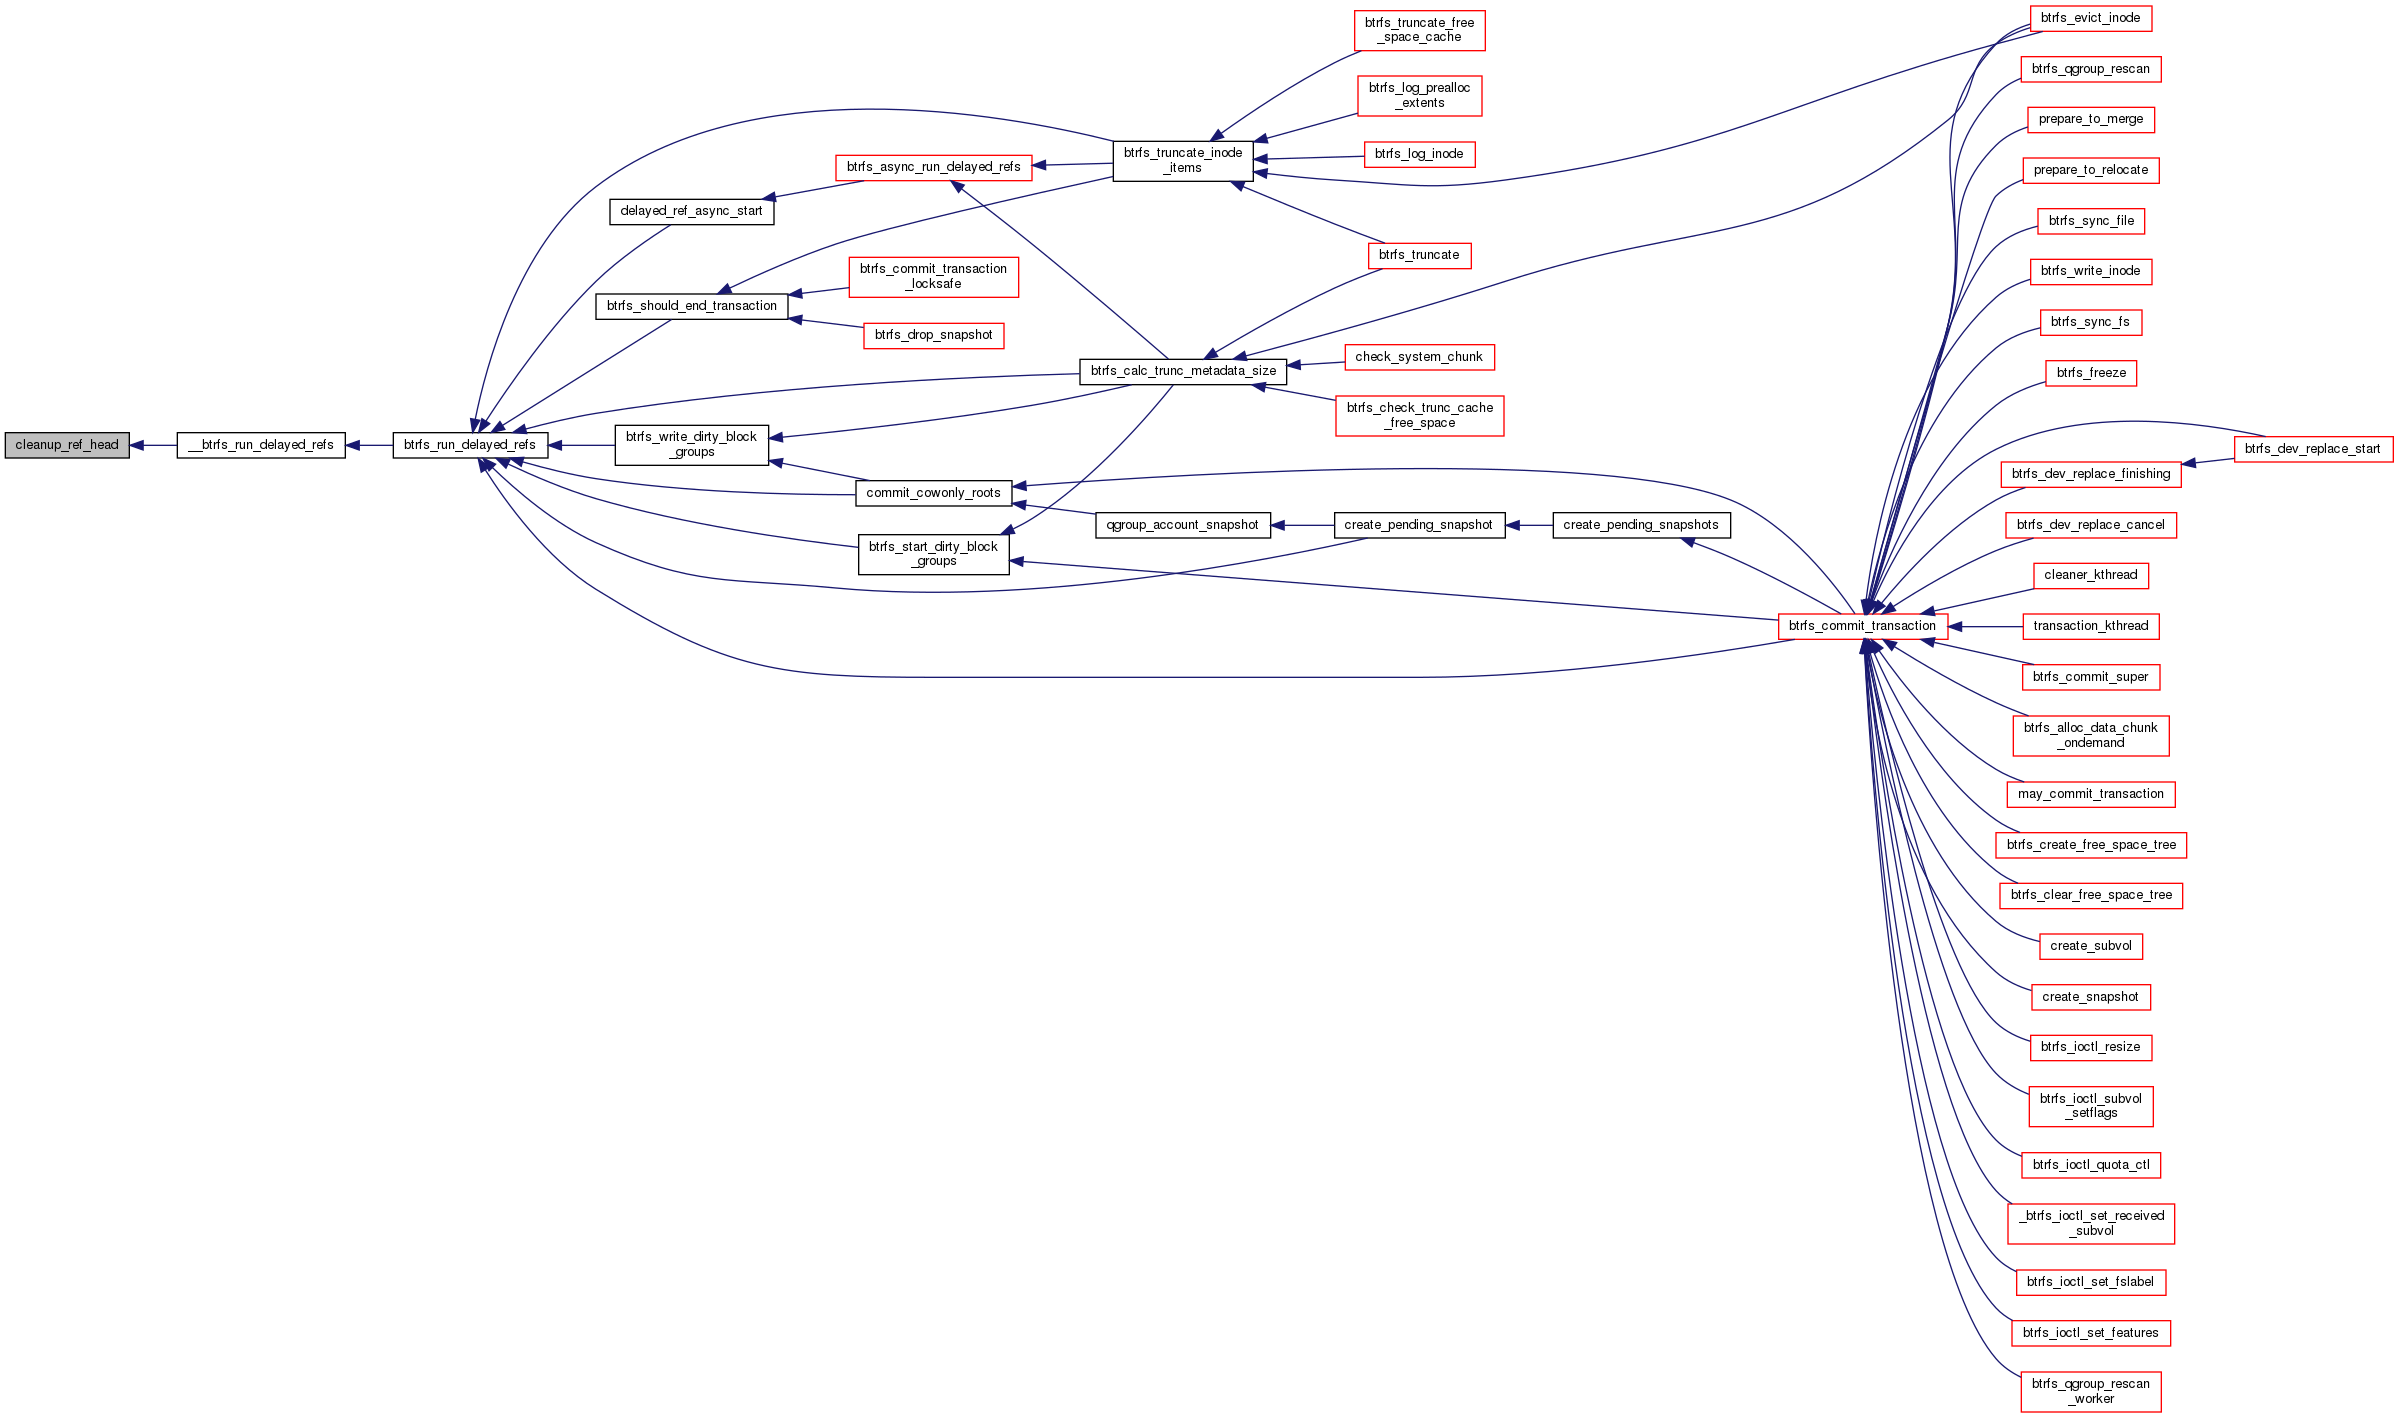 cleanup_ref_head
__btrfs_run_delayed_refs
btrfs_run_delayed_refs
delayed_ref_async_start
btrfs_should_end_transaction
btrfs_write_dirty_block
_groups
btrfs_async_run_delayed_refs
btrfs_commit_transaction
_locksafe
btrfs_drop_snapshot
commit_cowonly_roots
btrfs_start_dirty_block
_groups
btrfs_truncate_inode
_items
btrfs_calc_trunc_metadata_size
qgroup_account_snapshot
btrfs_truncate_free
_space_cache
btrfs_log_prealloc
_extents
btrfs_log_inode
btrfs_truncate
check_system_chunk
btrfs_check_trunc_cache
_free_space
create_pending_snapshot
create_pending_snapshots
btrfs_commit_transaction
btrfs_evict_inode
btrfs_qgroup_rescan
prepare_to_merge
prepare_to_relocate
btrfs_sync_file
btrfs_write_inode
btrfs_sync_fs
btrfs_freeze
btrfs_dev_replace_start
btrfs_dev_replace_finishing
btrfs_dev_replace_cancel
cleaner_kthread
transaction_kthread
btrfs_commit_super
btrfs_alloc_data_chunk
_ondemand
may_commit_transaction
btrfs_create_free_space_tree
btrfs_clear_free_space_tree
create_subvol
create_snapshot
btrfs_ioctl_resize
btrfs_ioctl_subvol
_setflags
btrfs_ioctl_quota_ctl
_btrfs_ioctl_set_received
_subvol
btrfs_ioctl_set_fslabel
btrfs_ioctl_set_features
btrfs_qgroup_rescan
_worker